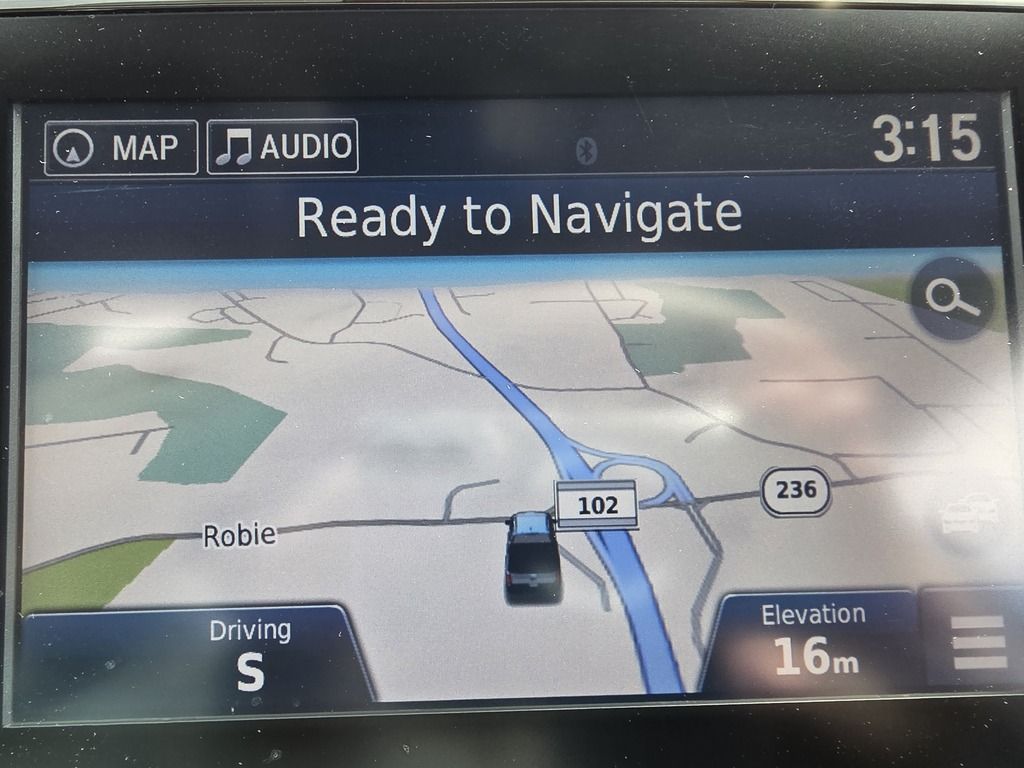 MAP
AUDIO
3:15
Ready to Navigate
102
236
Robie
Driving
S
Elevation
16m